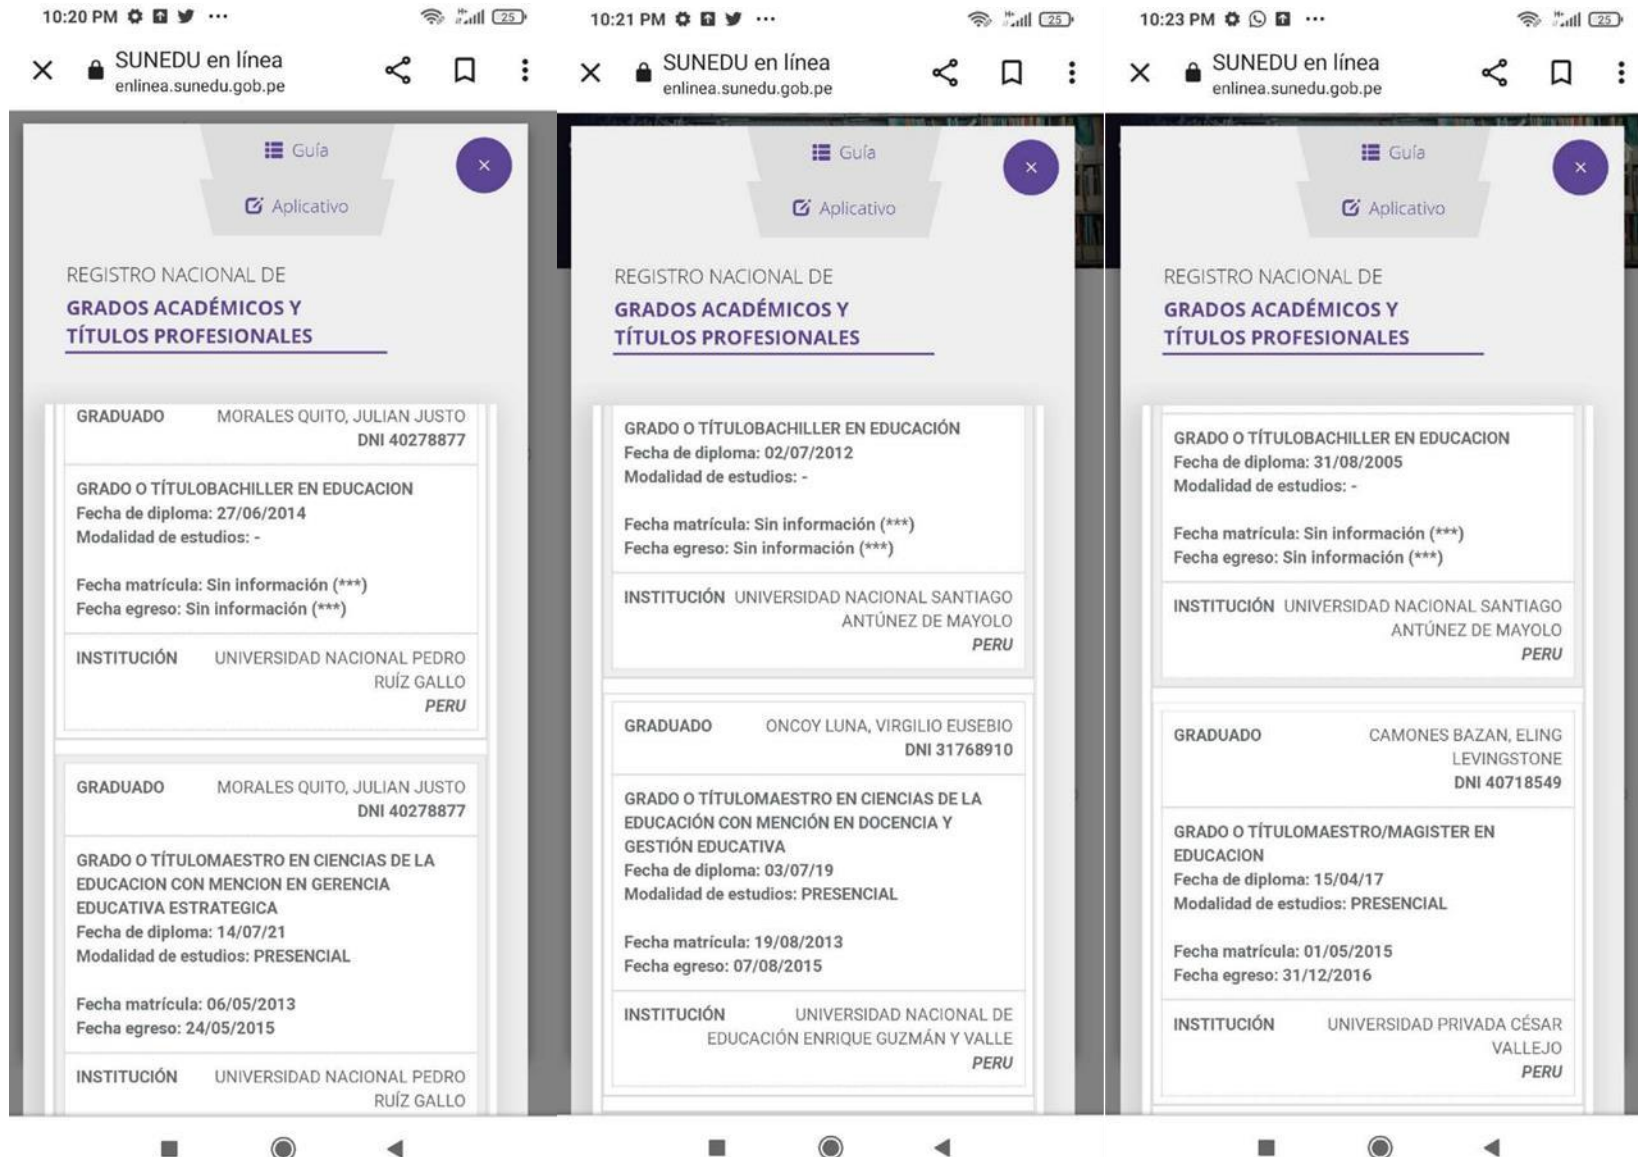 10:20 PM
25
SUNEDU en línea
enlinea.sunedu.gob.pe
Guía
Aplicativo
REGISTRO NACIONAL DE
GRADOS ACADÉMICOS Y
TÍTULOS PROFESIONALES
GRADUADO MORALES QUITO, JULIAN JUSTO
DNI 40278877
GRADO O TÍTULOBACHILLER EN EDUCACION
Fecha de diploma: 27/06/2014
Modalidad de estudios: -
Fecha matrícula: Sin información (***)
Fecha egreso: Sin información (***)
INSTITUCIÓN UNIVERSIDAD NACIONAL PEDRO
RUÍZ GALLO
PERU
GRADUADO MORALES QUITO, JULIAN JUSTO
DNI 40278877
GRADO O TÍTULOMAESTRO EN CIENCIAS DE LA
EDUCACION CON MENCION EN GERENCIA
EDUCATIVA ESTRATEGICA
Fecha de diploma: 14/07/21
Modalidad de estudios: PRESENCIAL
Fecha matrícula: 06/05/2013
Fecha egreso: 24/05/2015
INSTITUCIÓN UNIVERSIDAD NACIONAL PEDRO
RUÍZ GALLO
10:21 PM
25
SUNEDU en línea
enlinea.sunedu.gob.pe
Guía
Aplicativo
REGISTRO NACIONAL DE
GRADOS ACADÉMICOS Y
TÍTULOS PROFESIONALES
GRADO O TÍTULOBACHILLER EN EDUCACIÓN
Fecha de diploma: 02/07/2012
Modalidad de estudios: -
Fecha matrícula: Sin información (***)
Fecha egreso: Sin información (***)
INSTITUCIÓN UNIVERSIDAD NACIONAL SANTIAGO
ANTÚNEZ DE MAYOLO
PERU
GRADUADO ONCOY LUNA, VIRGILIO EUSEBIO
DNI 31768910
GRADO O TÍTULOMAESTRO EN CIENCIAS DE LA
EDUCACIÓN CON MENCIÓN EN DOCENCIA Y
GESTIÓN EDUCATIVA
Fecha de diploma: 03/07/19
Modalidad de estudios: PRESENCIAL
Fecha matrícula: 19/08/2013
Fecha egreso: 07/08/2015
INSTITUCIÓN UNIVERSIDAD NACIONAL DE
EDUCACIÓN ENRIQUE GUZMÁN Y VALLE
PERU
10:23 PM
25
SUNEDU en línea
enlinea.sunedu.gob.pe
Guía
Aplicativo
REGISTRO NACIONAL DE
GRADOS ACADÉMICOS Y
TÍTULOS PROFESIONALES
GRADO O TÍTULOBACHILLER EN EDUCACION
Fecha de diploma: 31/08/2005
Modalidad de estudios: -
Fecha matrícula: Sin información (***)
Fecha egreso: Sin información (***)
INSTITUCIÓN UNIVERSIDAD NACIONAL SANTIAGO
ANTÚNEZ DE MAYOLO
PERU
GRADUADO CAMONES BAZAN, ELING
LEVINGSTONE
DNI 40718549
GRADO O TÍTULOMAESTRO/MAGISTER EN
EDUCACION
Fecha de diploma: 15/04/17
Modalidad de estudios: PRESENCIAL
Fecha matrícula: 01/05/2015
Fecha egreso: 31/12/2016
INSTITUCIÓN UNIVERSIDAD PRIVADA CÉSAR
VALLEJO
PERU